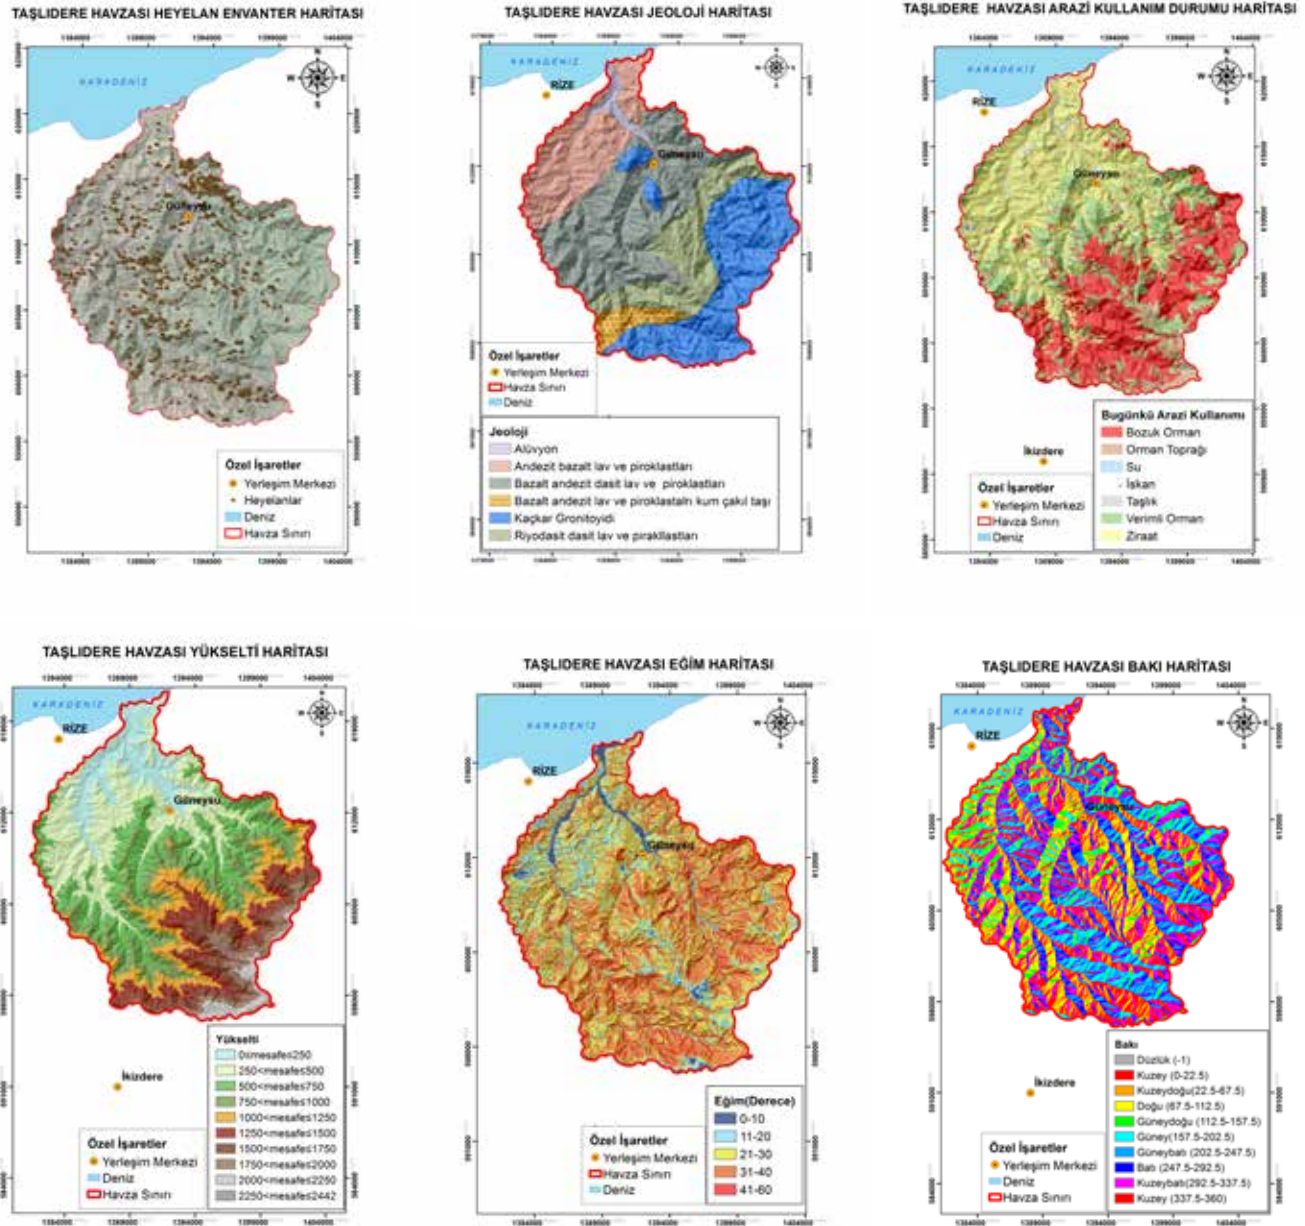 TAŞLIDERE HAVZASI HEYELAN ENVANTER HARİTASI
KARADENİZ
N
W
E
S
Güneysu
Özel İşaretler
Yerleşim Merkezi
Heyelanlar
Deniz
Havza Sınırı
TAŞLIDERE HAVZASI JEOLOJİ HARİTASI
KARADENİZ
RİZE
Güneysu
Özel İşaretler
Yerleşim Merkezi
Havza Sınırı
Deniz
Jeoloji
Alüvyon
Andezit bazalt lav ve piroklastları
Bazalt andezit dasit lav ve piroklastları
Bazalt andezit lav ve piroklastaln kum çakıl taşı
Kaçkar Gronitoyidi
Riyodasit dasit lav ve pirakllastları
TAŞLIDERE HAVZASI ARAZİ KULLANIM DURUMU HARİTASI
KARADENİZ
N
W
E
S
RİZE
Güneysu
İkizdere
Özel İşaretler
Yerleşim Merkezi
Havza Sınırı
Deniz
Bugünkü Arazi Kullanımı
Bozuk Orman
Orman Toprağı
Su
İskan
Taşlık
Verimli Orman
Ziraat
TAŞLIDERE HAVZASI YÜKSELTİ HARİTASI
KARADENİZ
RİZE
Güneysu
İkizdere
Özel İşaretler
Yerleşim Merkezi
Deniz
Havza Sınırı
Yükselti
0≤mesafe≤250
250<mesafe≤500
500<mesafe≤750
750<mesafe≤1000
1000<mesafe≤1250
1250<mesafe≤1500
1500<mesafe≤1750
1750<mesafe≤2000
2000<mesafe≤2250
2250<mesafe≤2442
TAŞLIDERE HAVZASI EĞİM HARİTASI
KARADENİZ
RİZE
Güneysu
Özel İşaretler
Yerleşim Merkezi
Havza Sınırı
Deniz
Eğim(Derece)
0-10
11-20
21-30
31-40
41-60
TAŞLIDERE HAVZASI BAKI HARİTASI
KARADENİZ
RİZE
Güneysu
İkizdere
Özel İşaretler
Yerleşim Merkezi
Deniz
Havza Sınırı
Bakı
Düzlük (-1)
Kuzey (0-22.5)
Kuzeydoğu(22.5-67.5)
Doğu (67.5-112.5)
Güneydoğu (112.5-157.5)
Güney(157.5-202.5)
Güneybatı (202.5-247.5)
Batı (247.5-292.5)
Kuzeybatı(292.5-337.5)
Kuzey (337.5-360)